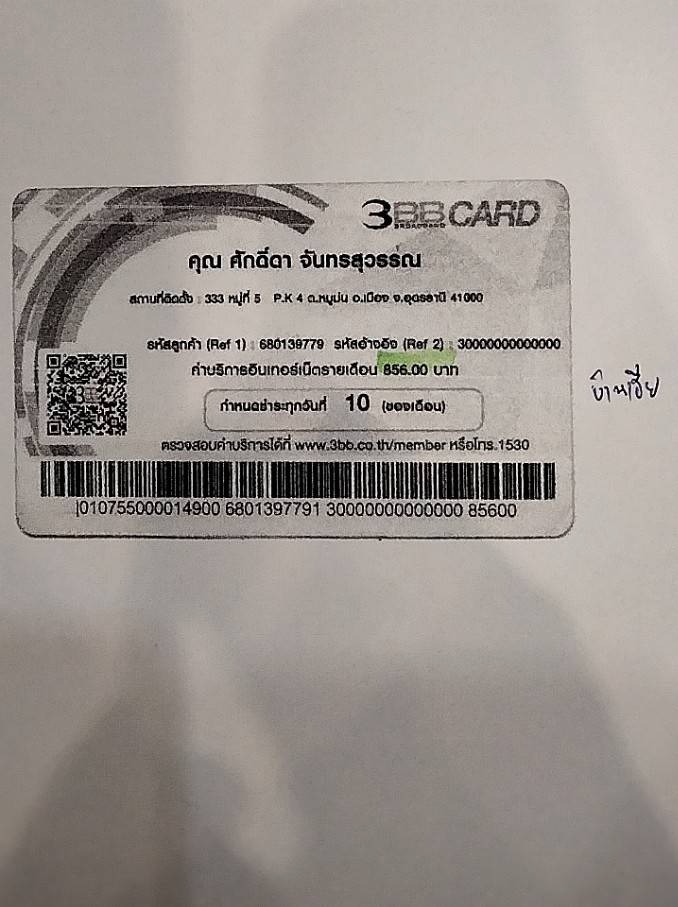 3BB CARD
BROADBAND
คุณ ศักดิ์ดา จันทรสุวรรณ
สถานที่ติดตั้ง : 333 หมู่ที่ 5 P.K 4 ต.หมูม่น อ.เมือง จ.อุดรธานี 41000
รหัสลูกค้า (Ref 1) : 680139779 รหัสอ้างอิง (Ref 2) : 30000000000000
ค่าบริการอินเทอร์เน็ตรายเดือน 856.00 บาท
กำหนดชำระทุกวันที่ 10 (ของเดือน)
ตรวจสอบค่าบริการได้ที่ www.3bb.co.th/member หรือโทร.1530
|010755000014900 6801397791 30000000000000 85600